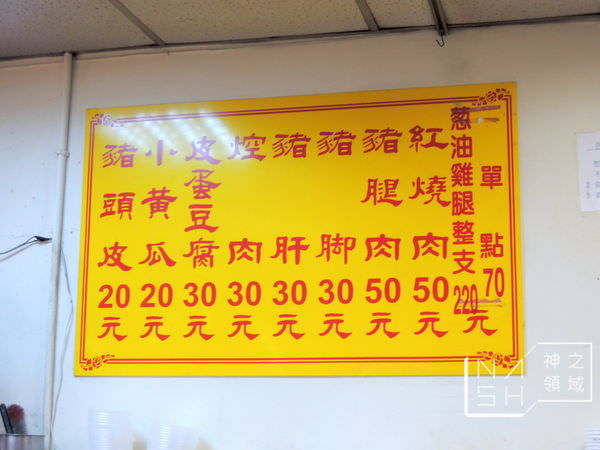 單點70
蔥油雞腿整支220元
紅燒肉50元
豬腿肉50元
豬腳30元
豬肝30元
焢肉30元
皮蛋豆腐30元
小黃瓜20元
豬頭皮20元
NASH
神之領域